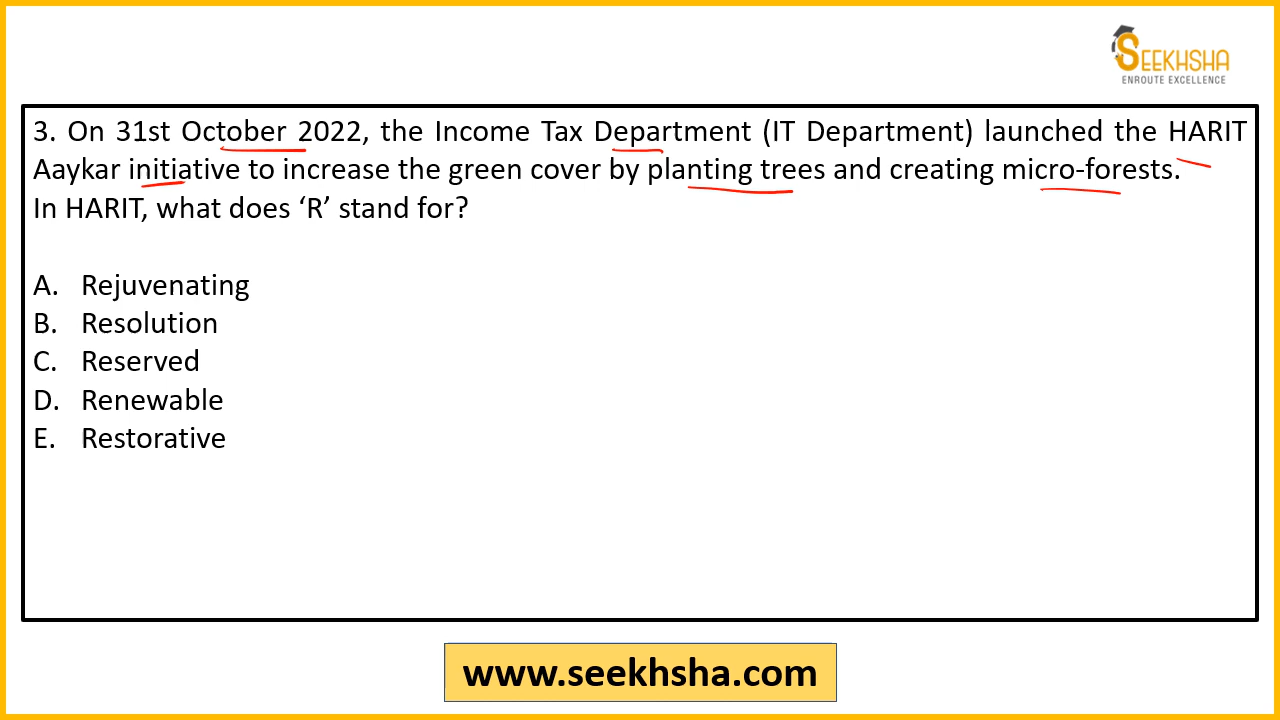 SEEKHSHA
ENROUTE EXCELLENCE
3. On 31st October 2022, the Income Tax Department (IT Department) launched the HARIT
Aaykar initiative to increase the green cover by planting trees and creating micro-forests.
In HARIT, what does ‘R’ stand for?
A. Rejuvenating
B. Resolution
C. Reserved
D. Renewable
E. Restorative
www.seekhsha.com